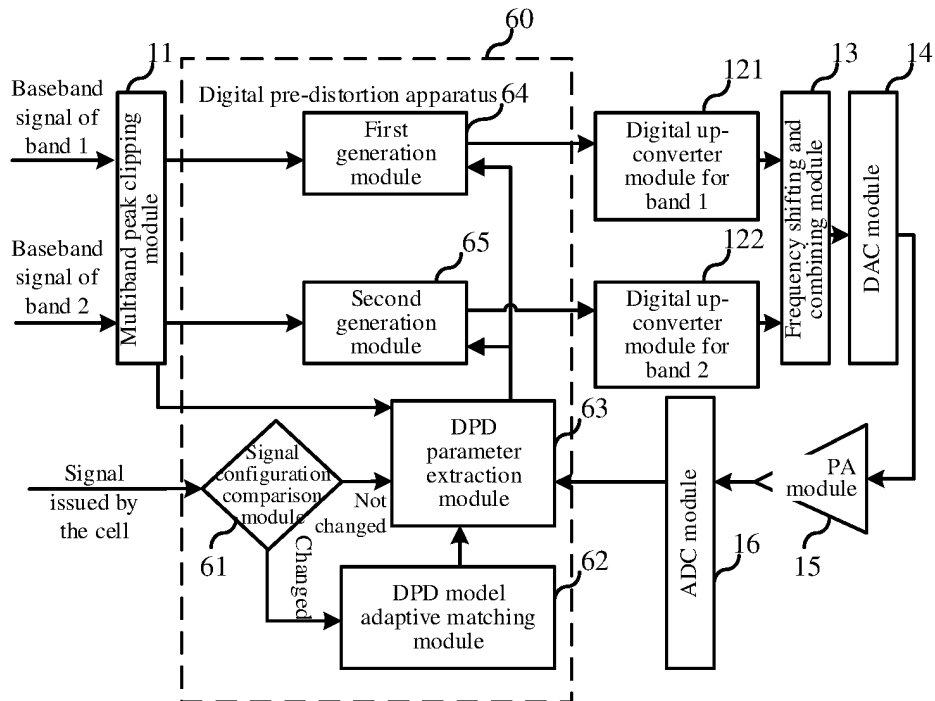 60
11
121
13
14
Baseband
signal of
band 1
Digital pre-distortion apparatus
64
First
generation
module
Digital up-
converter
module for
band 1
Multiband peak clipping
module
Frequency shifting and
combining module
DAC module
65
122
Baseband
signal of
band 2
Second
generation
module
Digital up-
converter
module for
band 2
63
DPD
parameter
extraction
module
Signal
configuration
comparison
module
Signal
issued by
the cell
Not
changed
Changed
61
62
DPD model
adaptive matching
module
ADC module
16
PA
module
15